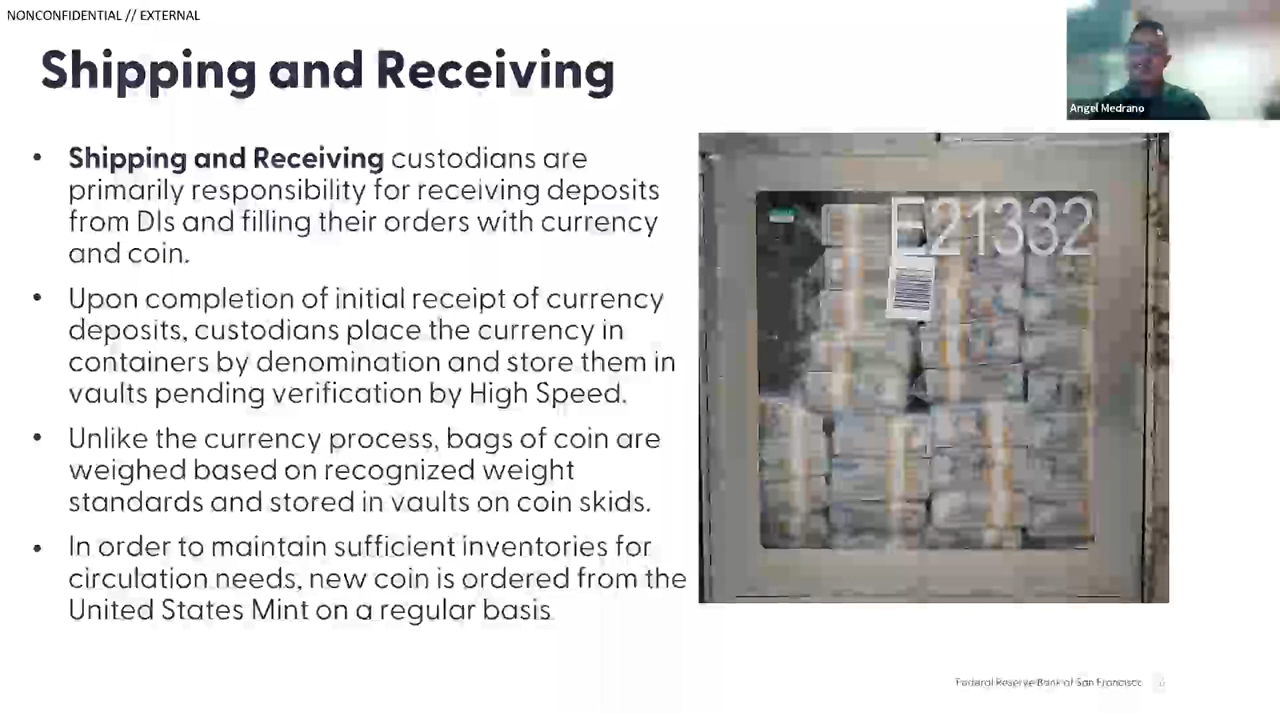 NONCONFIDENTIAL // EXTERNAL
Shipping and Receiving
Angel Medrano
• Shipping and Receiving custodians are
primarily responsibility for receiving deposits
from DIs and filling their orders with currency
and coin.
• Upon completion of initial receipt of currency
deposits, custodians place the currency in
containers by denomination and store them in
vaults pending verification by High Speed.
• Unlike the currency process, bags of coin are
weighed based on recognized weight
standards and stored in vaults on coin skids.
• In order to maintain sufficient inventories for
circulation needs, new coin is ordered from the
United States Mint on a regular basis
E21332
Federal Reserve Bank of San Francisco